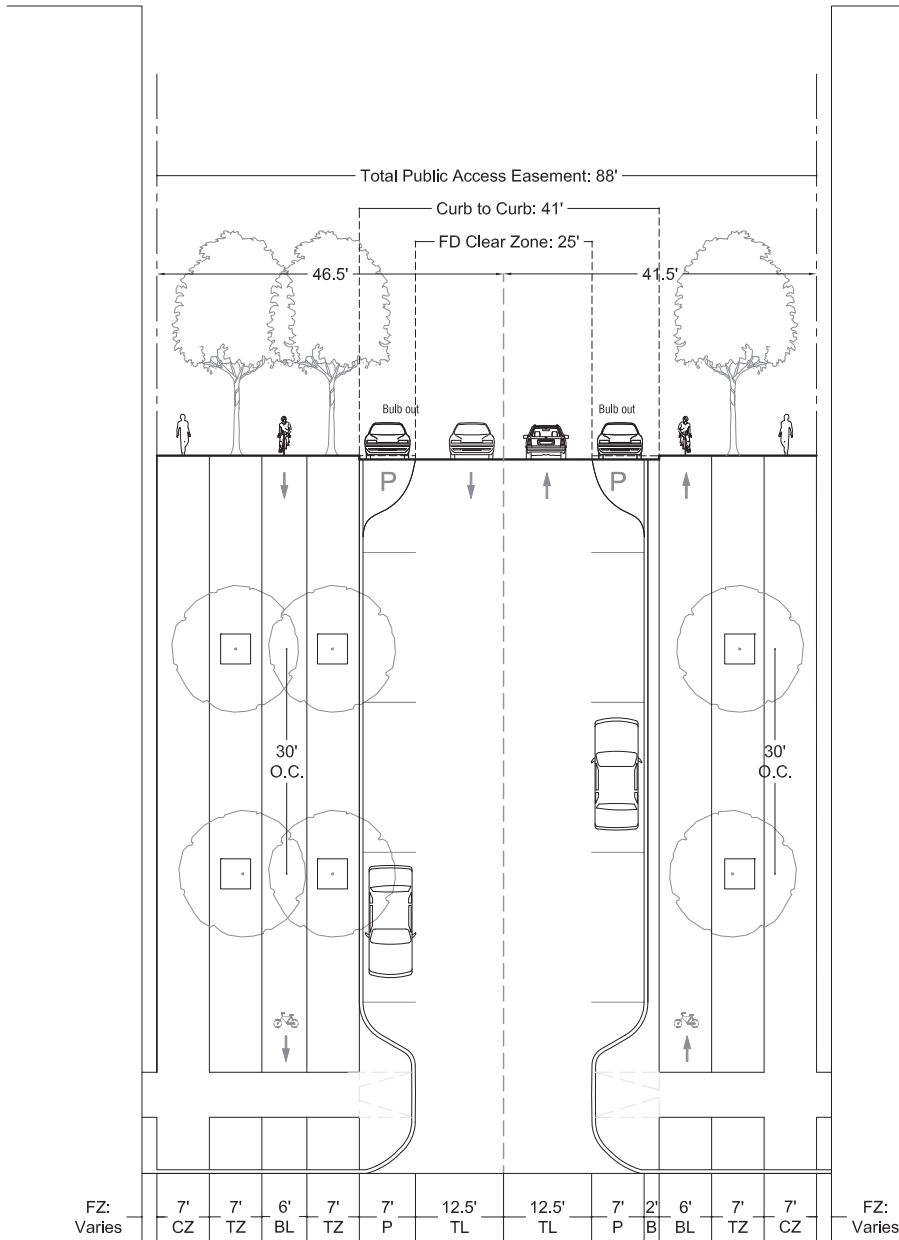 Total Public Access Easement: 88'
Curb to Curb: 41'
FD Clear Zone: 25'
46.5'
41.5'
Bulb out
Bulb out
P
P
30'
O.C.
30'
O.C.
FZ:
Varies
7'
CZ
7'
TZ
6'
BL
7'
TZ
7'
P
12.5'
TL
12.5'
TL
7'
P
2'
B
6'
BL
7'
TZ
7'
CZ
FZ:
Varies